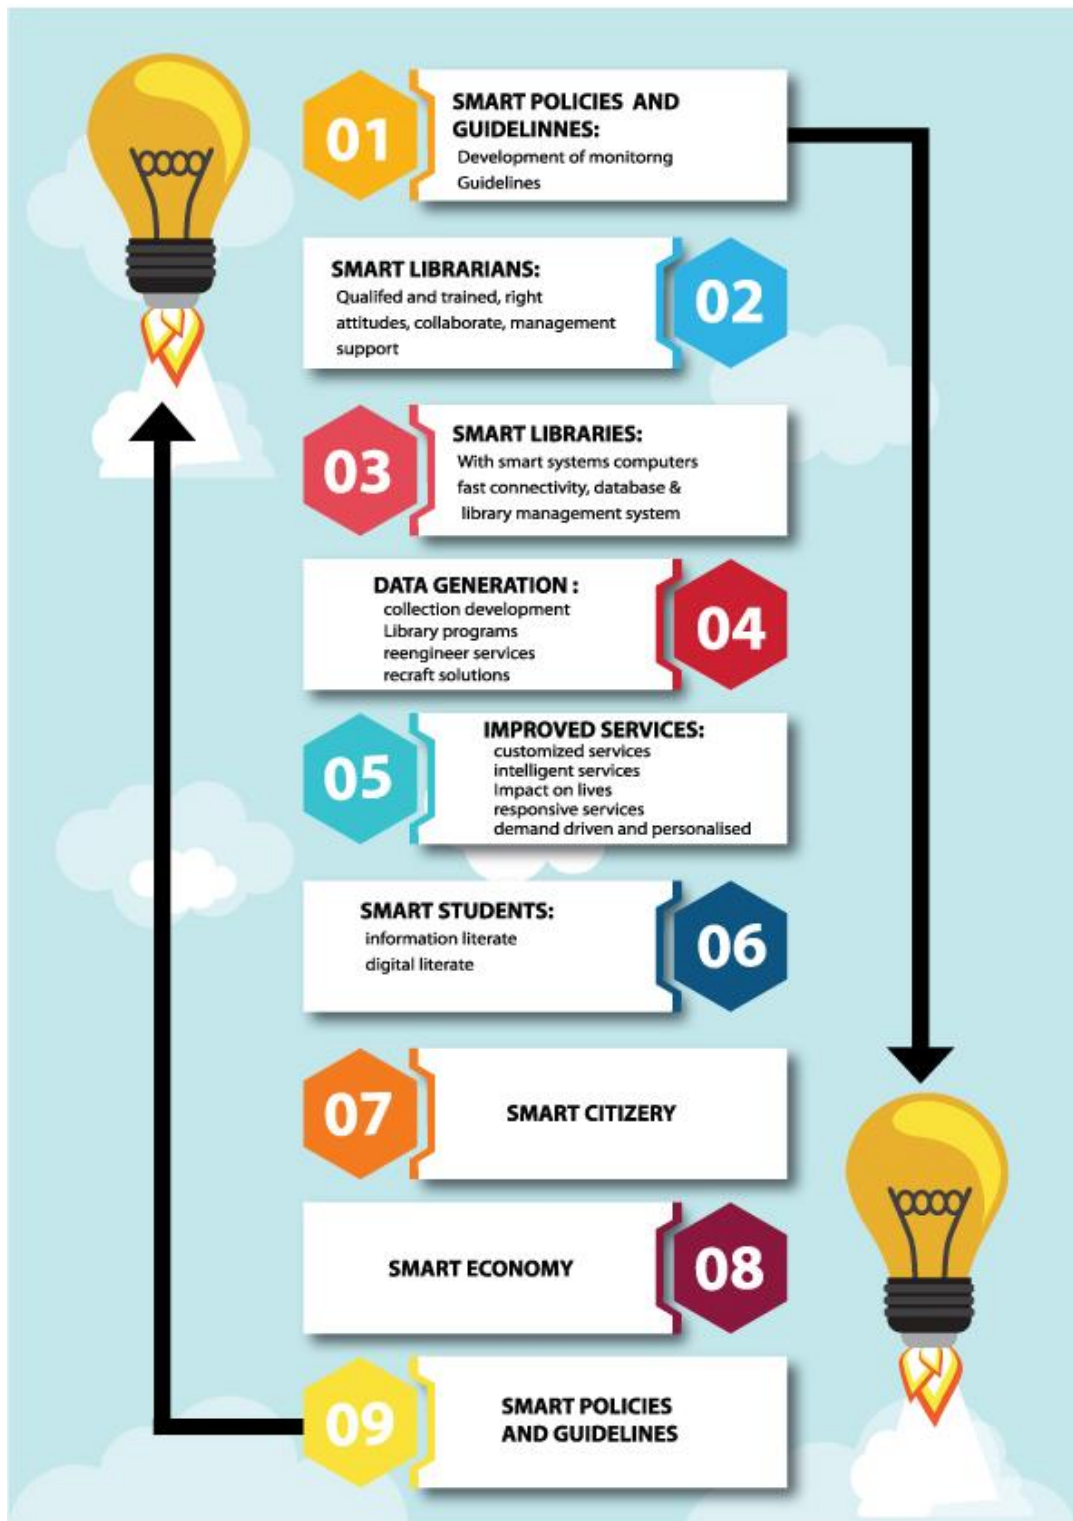 01
SMART POLICIES AND
GUIDELINNES:
Development of monitorng
Guidelines
SMART LIBRARIANS:
Qualifed and trained, right
attitudes, collaborate, management
support
02
03
SMART LIBRARIES:
With smart systems computers
fast connectivity, database &
library management system
DATA GENERATION :
collection development
Library programs
reengineer services
recraft solutions
04
05
IMPROVED SERVICES:
customized services
intelligent services
Impact on lives
responsive services
demand driven and personalised
SMART STUDENTS:
information literate
digital literate
06
07
SMART CITIZERY
SMART ECONOMY
08
09
SMART POLICIES
AND GUIDELINES